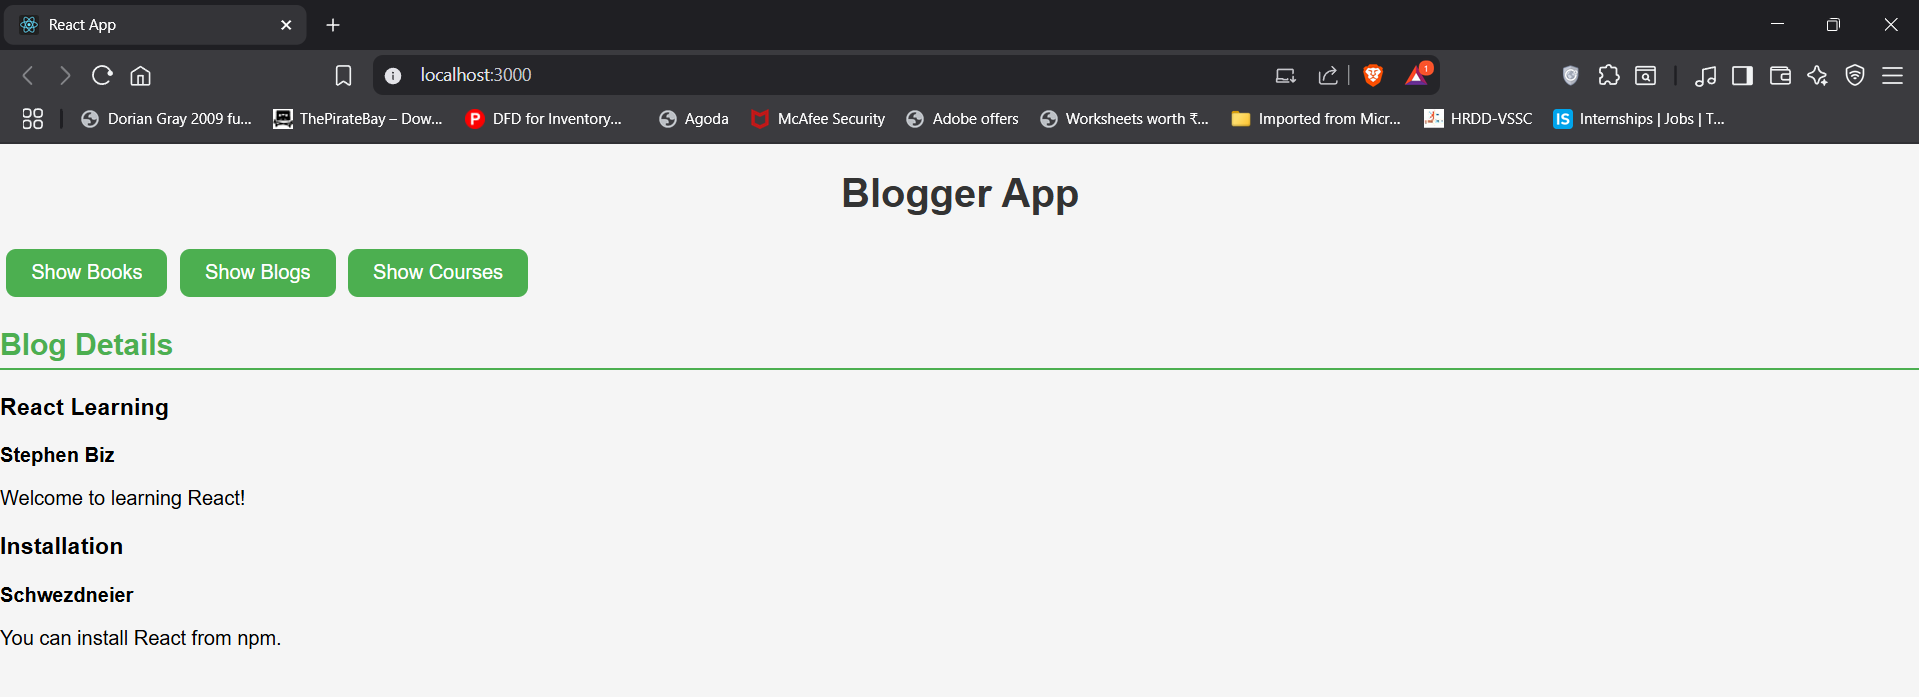 React App
localhost:3000
1
Dorian Gray 2009 fu... ThePirateBay – Dow... DFD for Inventory... Agoda McAfee Security Adobe offers Worksheets worth ₹... Imported from Micr... HRDD-VSSC IS Internships | Jobs | T...
Blogger App
Show Books Show Blogs Show Courses
Blog Details
React Learning
Stephen Biz
Welcome to learning React!
Installation
Schwezdneier
You can install React from npm.